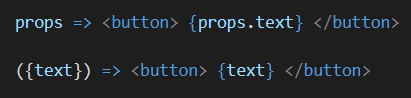 props => <button> {props.text} </button>
({text}) => <button> {text} </button>